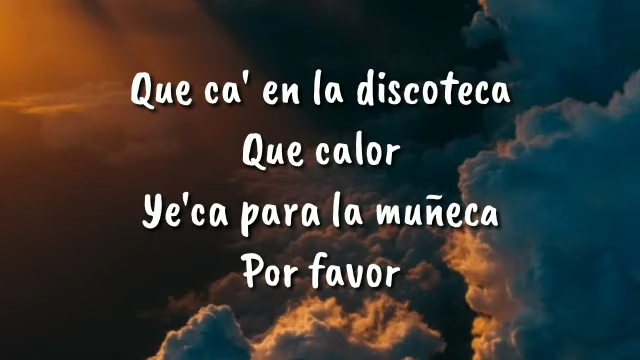 Que ca' en la discoteca
Que calor
Ye'ca para la muñeca
Por favor